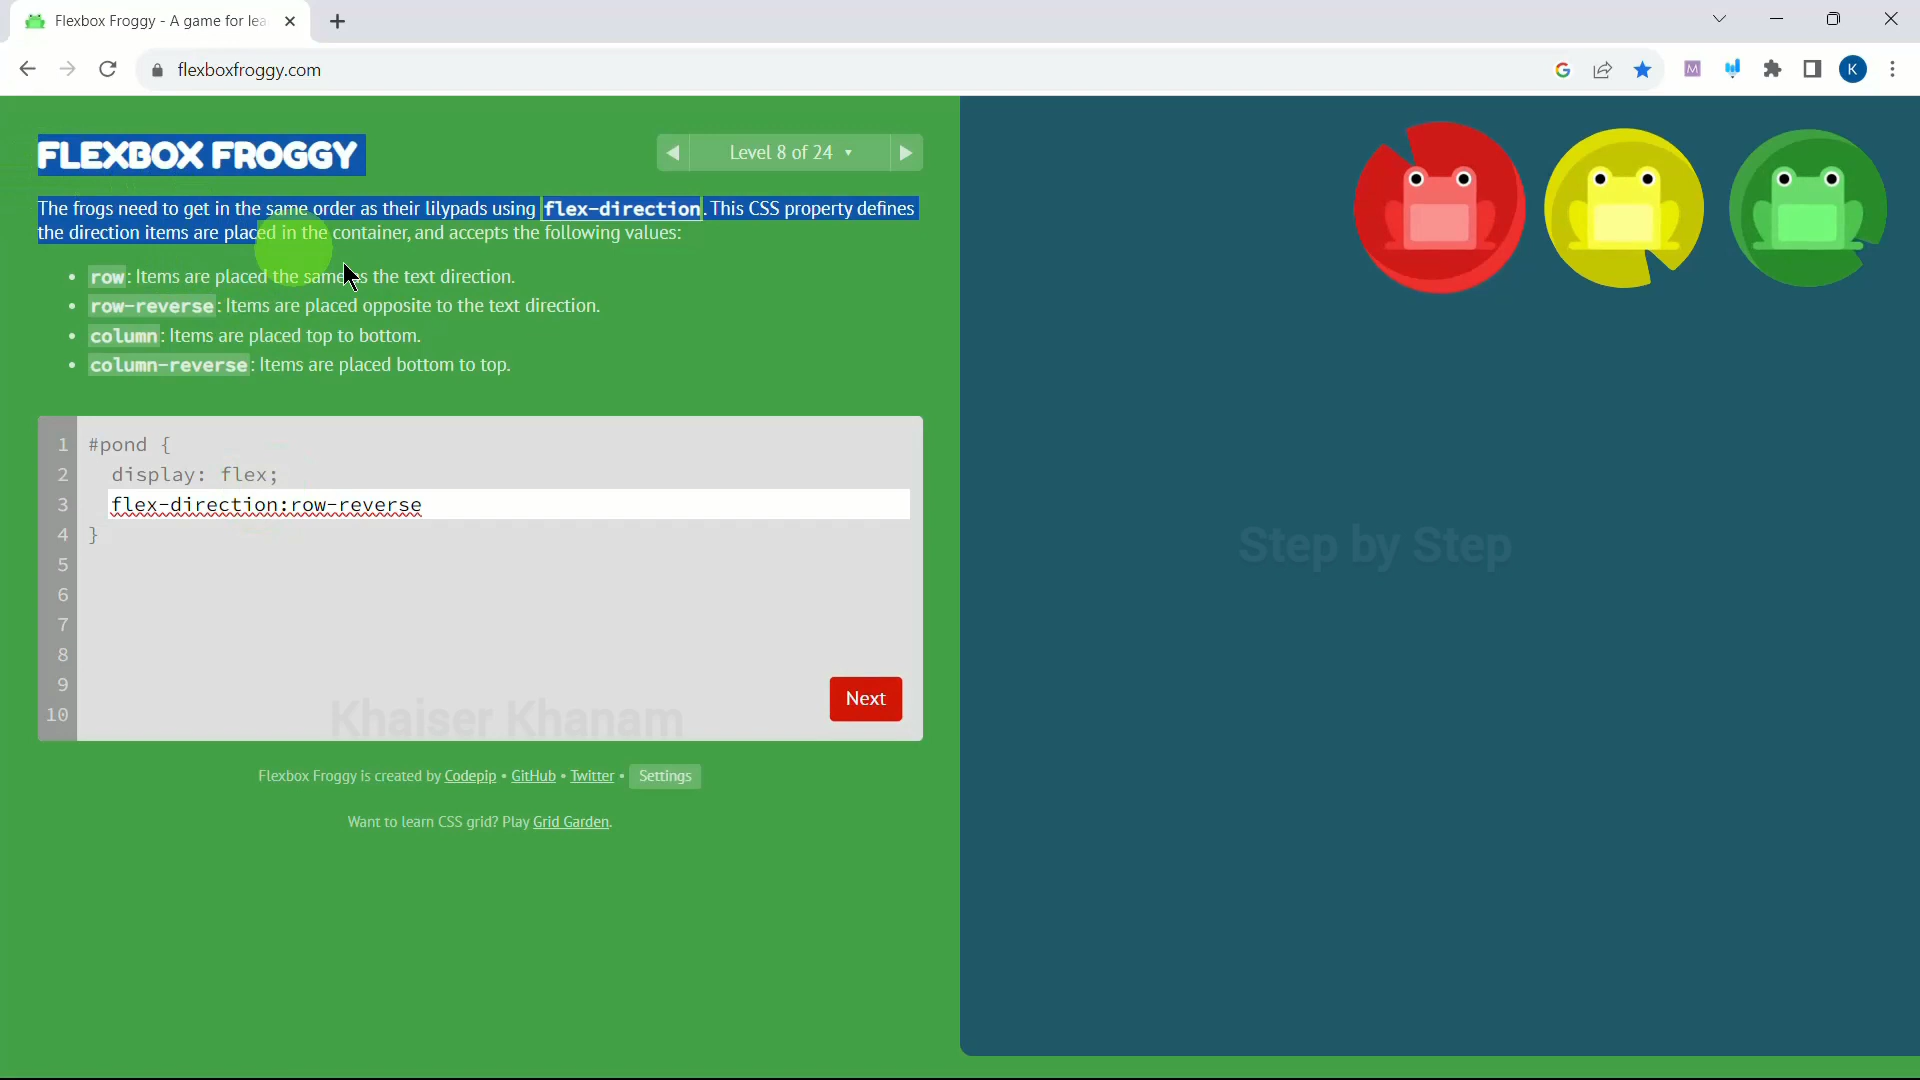 Flexbox Froggy - A game for lea
flexboxfroggy.com
M
K
FLEXBOX FROGGY
Level 8 of 24
The frogs need to get in the same order as their lilypads using flex-direction. This CSS property defines
the direction items are placed in the container, and accepts the following values:
• row: Items are placed the same as the text direction.
• row-reverse: Items are placed opposite to the text direction.
• column: Items are placed top to bottom.
• column-reverse: Items are placed bottom to top.
1 #pond {
2 display: flex;
3 flex-direction:row-reverse
4 }
5
6
7
8
9
10
Next
Khaiser Khanam
Step by Step
Flexbox Froggy is created by Codepip • GitHub • Twitter • Settings
Want to learn CSS grid? Play Grid Garden.